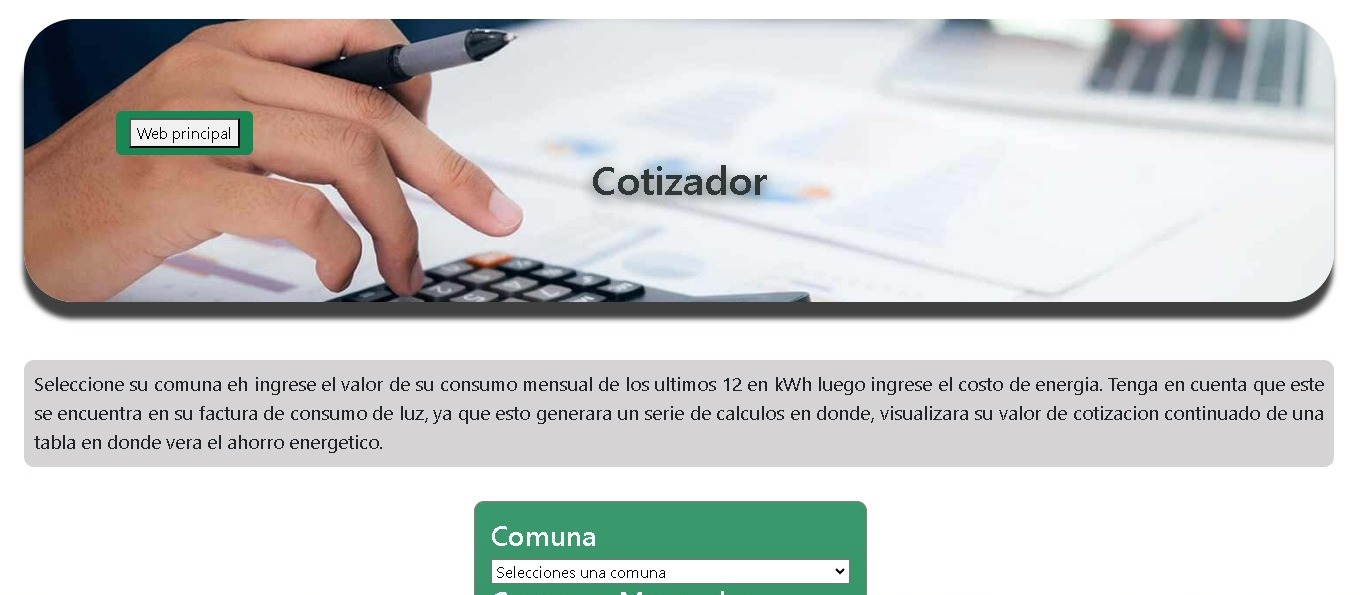 Web principal
Cotizador
Seleccione su comuna eh ingrese el valor de su consumo mensual de los ultimos 12 en kWh luego ingrese el costo de energia. Tenga en cuenta que este
se encuentra en su factura de consumo de luz, ya que esto generara un serie de calculos en donde, visualizara su valor de cotizacion continuado de una
tabla en donde vera el ahorro energetico.
Comuna
Selecciones una comuna